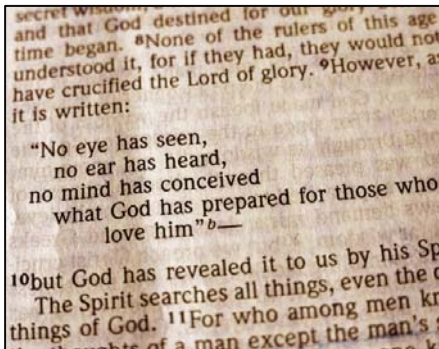 secret wisdom, a
and that God destined for our glory
time began. ⁸None of the rulers of this age
understood it, for if they had, they would not
have crucified the Lord of glory. ⁹However, as
it is written:
“No eye has seen,
no ear has heard,
no mind has conceived
what God has prepared for those who
love him”ᵇ—
¹⁰but God has revealed it to us by his Sp
The Spirit searches all things, even the d
things of God. ¹¹For who among men kn
thoughts of a man except the man's s